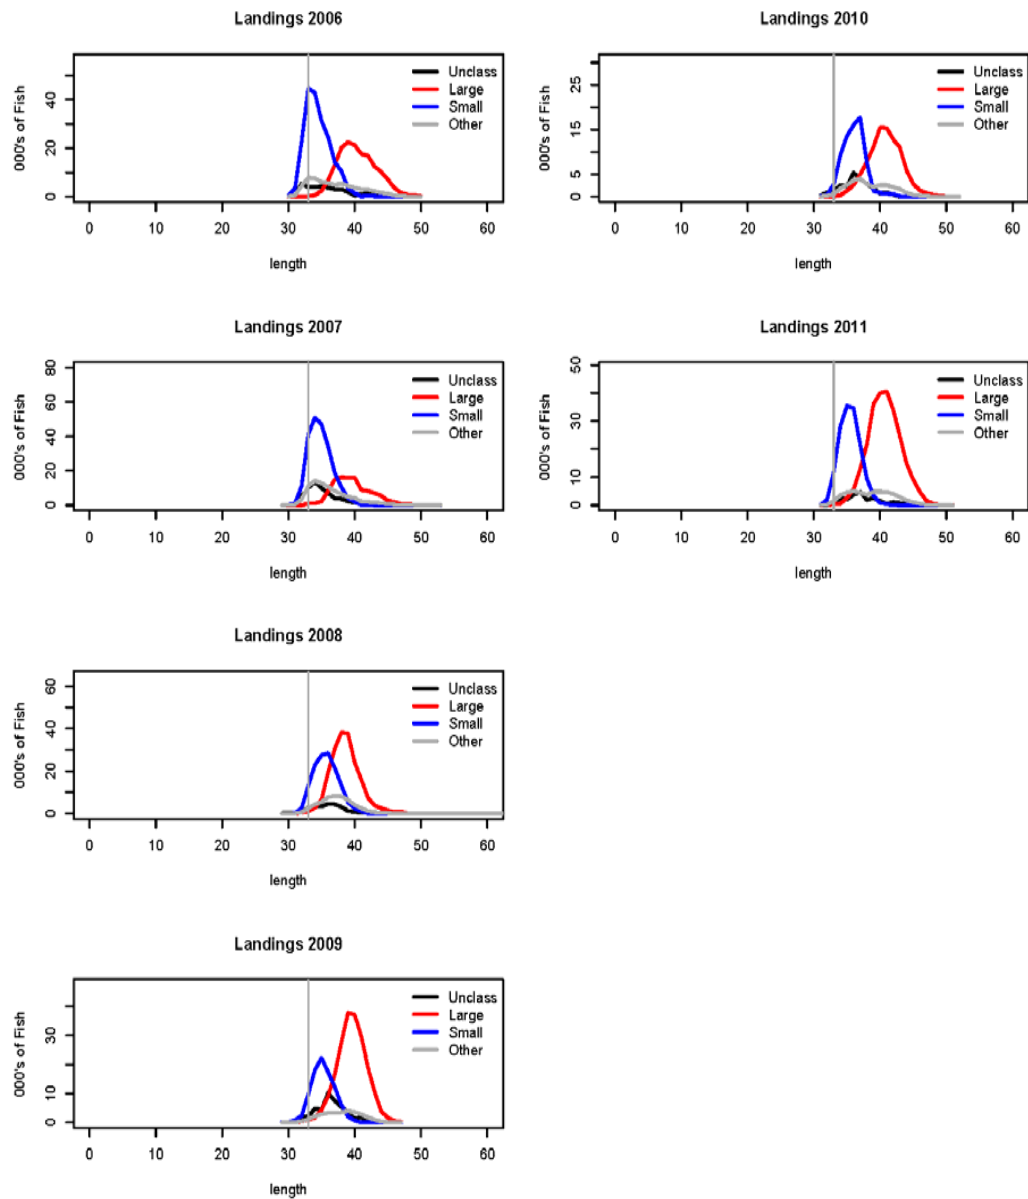 Landings 2006
000's of Fish
40
20
0
Unclass
Large
Small
Other
0 10 20 30 40 50 60
length
Landings 2007
000's of Fish
80
60
40
20
0
Unclass
Large
Small
Other
0 10 20 30 40 50 60
length
Landings 2008
000's of Fish
60
40
20
0
Unclass
Large
Small
Other
0 10 20 30 40 50 60
length
Landings 2009
000's of Fish
30
10
0
Unclass
Large
Small
Other
0 10 20 30 40 50 60
length
Landings 2010
000's of Fish
25
15
5
0
Unclass
Large
Small
Other
0 10 20 30 40 50 60
length
Landings 2011
000's of Fish
50
30
10
0
Unclass
Large
Small
Other
0 10 20 30 40 50 60
length